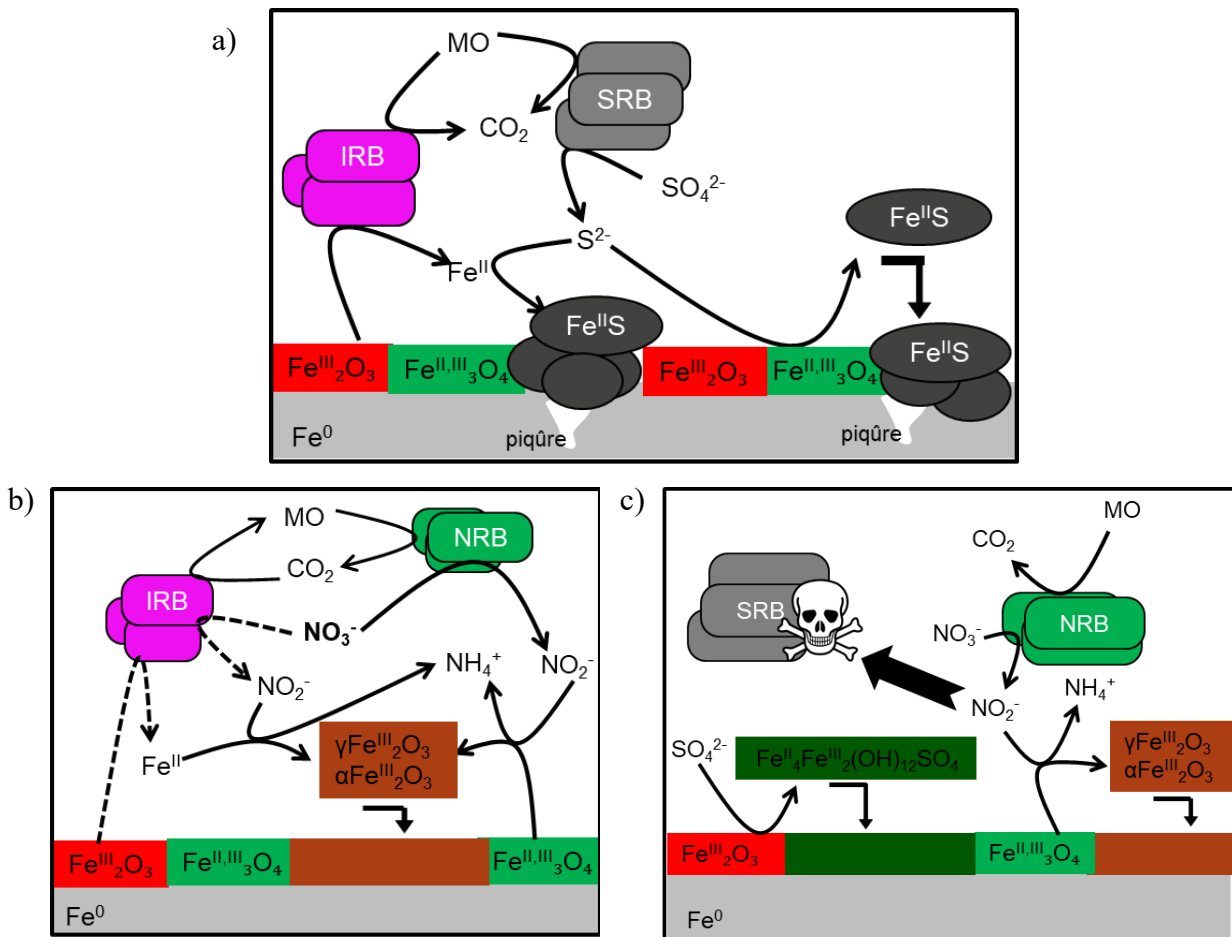 a)
MO
SRB
CO₂
IRB
SO₄²⁻
FeᴵᴵS
S²⁻
Feᴵᴵ
FeᴵᴵS
Feᴵᴵᴵ₂O₃
Feᴵᴵ,ᴵᴵᴵ₃O₄
Feᴵᴵᴵ₂O₃
Feᴵᴵ,ᴵᴵᴵ₃O₄
FeᴵᴵS
Fe⁰
piqûre
piqûre
b)
MO
NRB
CO₂
IRB
NO₃⁻
NO₂⁻
NH₄⁺
NO₂⁻
Feᴵᴵ
γFeᴵᴵᴵ₂O₃
αFeᴵᴵᴵ₂O₃
Feᴵᴵᴵ₂O₃
Feᴵᴵ,ᴵᴵᴵ₃O₄
Feᴵᴵ,ᴵᴵᴵ₃O₄
Fe⁰
c)
MO
CO₂
SRB
NO₃⁻
NRB
NO₂⁻
NH₄⁺
SO₄²⁻
Feᴵᴵ₄Feᴵᴵᴵ₂(OH)₁₂SO₄
γFeᴵᴵᴵ₂O₃
αFeᴵᴵᴵ₂O₃
Feᴵᴵᴵ₂O₃
Feᴵᴵ,ᴵᴵᴵ₃O₄
Fe⁰